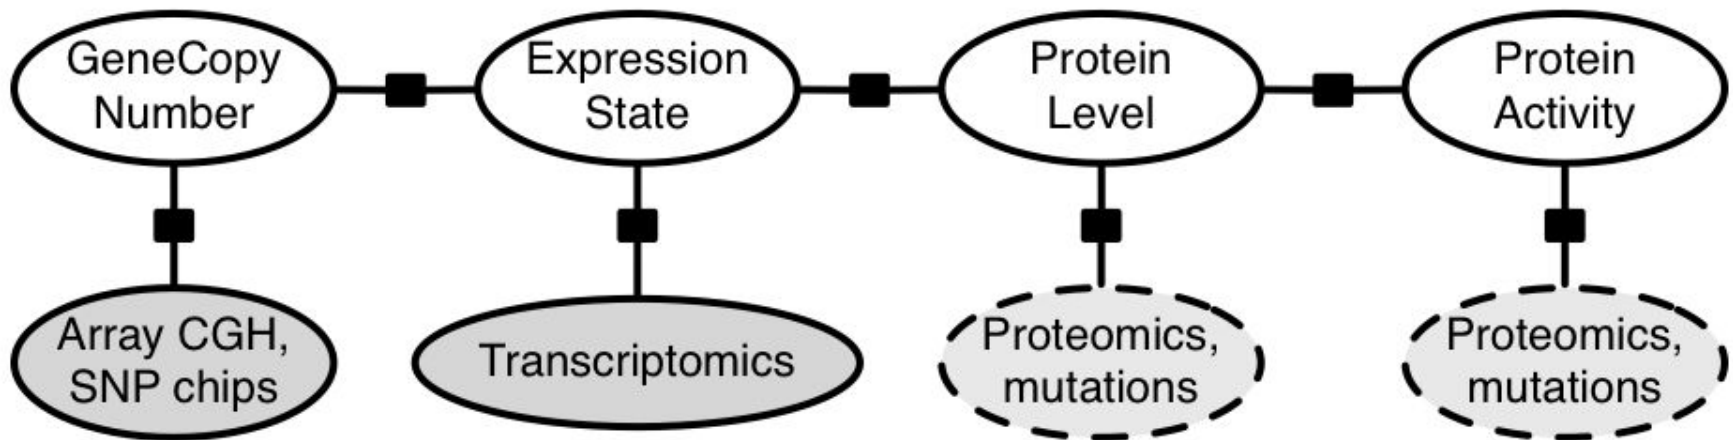 GeneCopy
Number
Expression
State
Protein
Level
Protein
Activity
Array CGH,
SNP chips
Transcriptomics
Proteomics,
mutations
Proteomics,
mutations